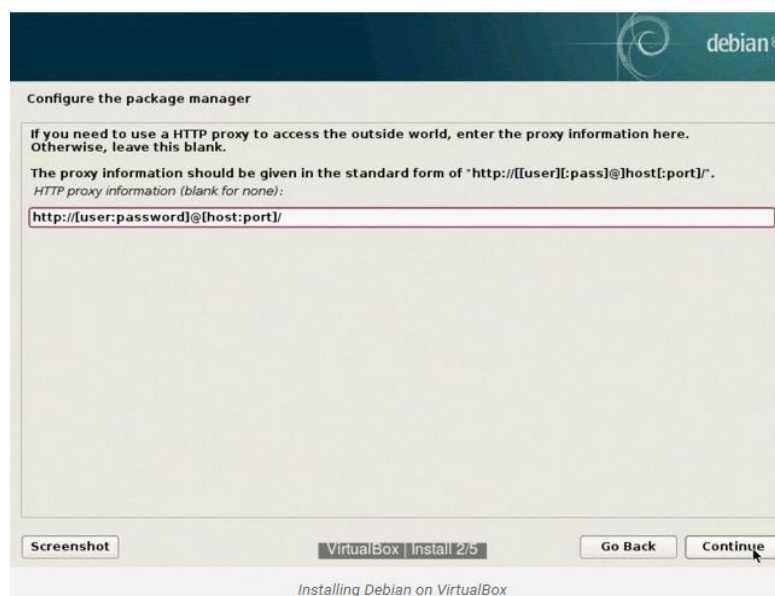 debian 8
Configure the package manager
If you need to use a HTTP proxy to access the outside world, enter the proxy information here.
Otherwise, leave this blank.
The proxy information should be given in the standard form of "http://[[user][:pass]@]host[:port]/".
HTTP proxy information (blank for none):
http://[user:password]@[host:port]/
Screenshot
VirtualBox | Install 2/5
Go Back
Continue
Installing Debian on VirtualBox